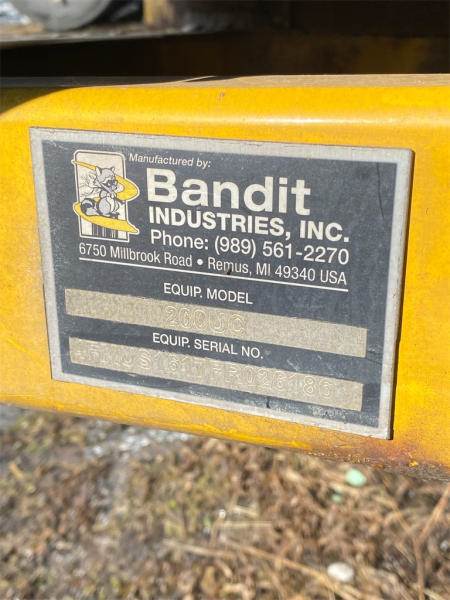 Manufactured by:
Bandit
INDUSTRIES, INC.
Phone: (989) 561-2270
6750 Millbrook Road • Remus, MI 49340 USA
EQUIP. MODEL
EQUIP. SERIAL NO.